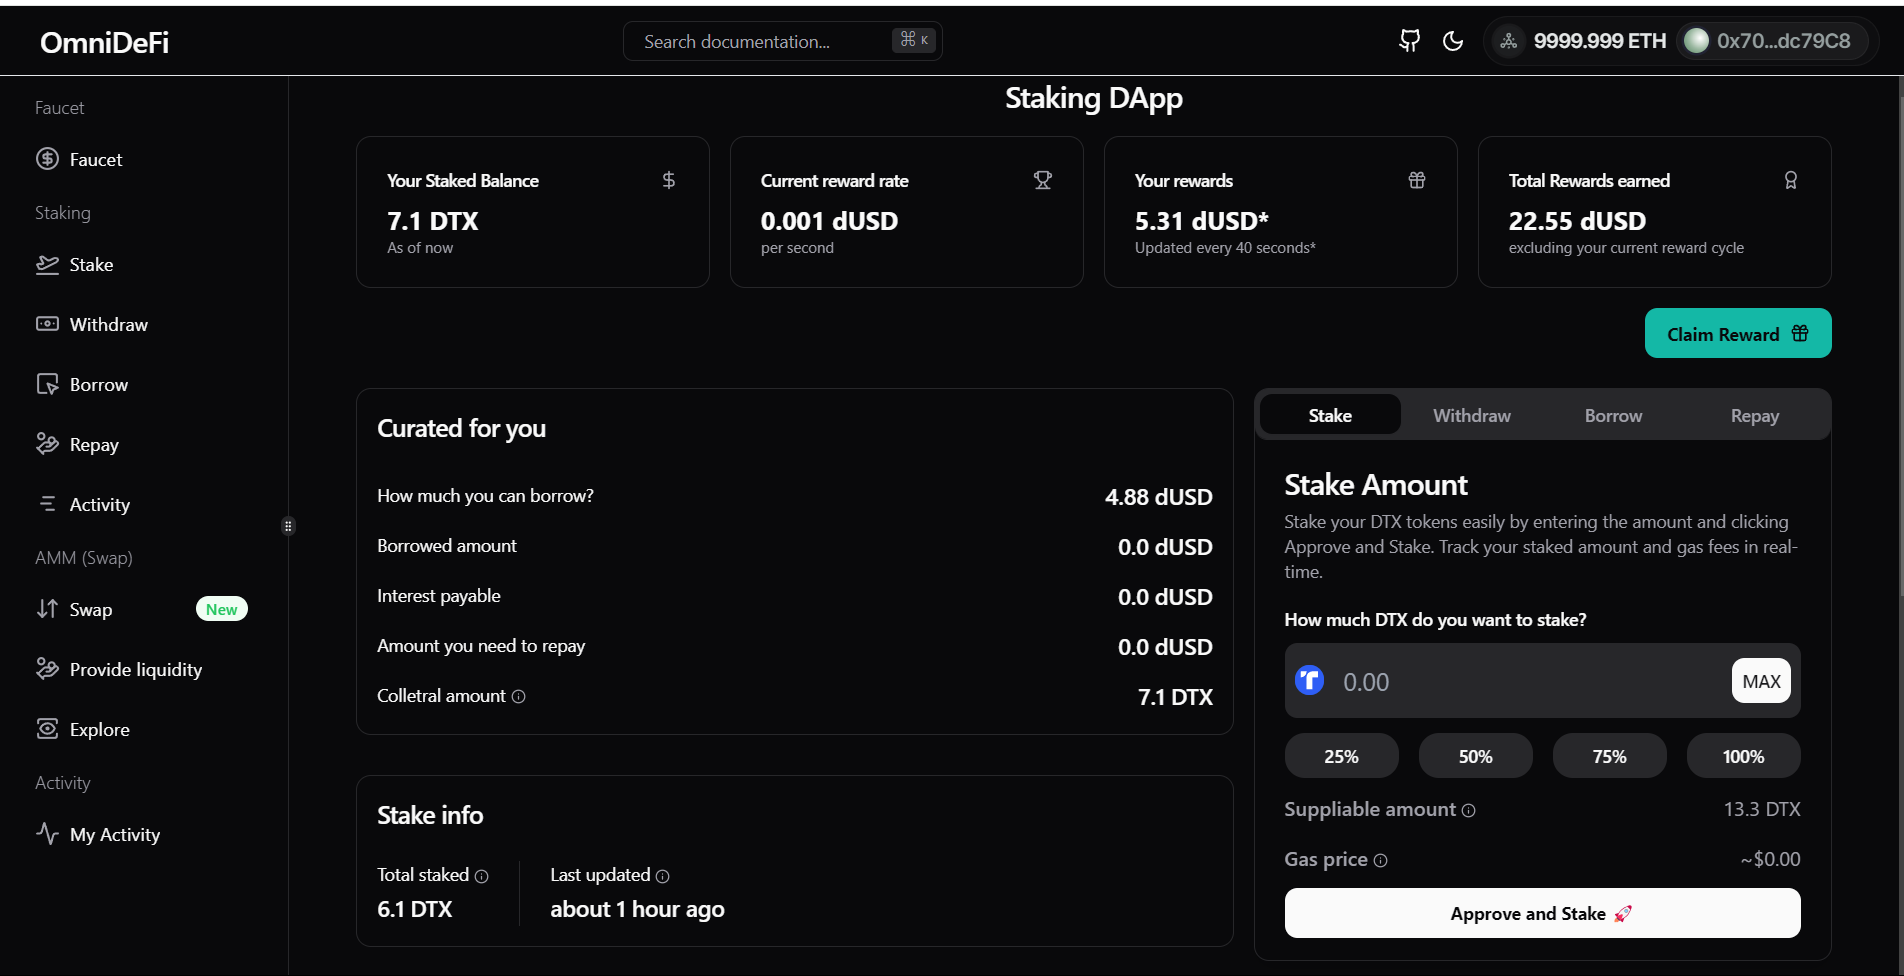 OmniDeFi
Search documentation...
⌘ K
9999.999 ETH
0x70...dc79C8
Faucet
Faucet
Staking
Stake
Withdraw
Borrow
Repay
Activity
AMM (Swap)
Swap
New
Provide liquidity
Explore
Activity
My Activity
Staking DApp
Your Staked Balance
7.1 DTX
As of now
Current reward rate
0.001 dUSD
per second
Your rewards
5.31 dUSD*
Updated every 40 seconds*
Total Rewards earned
22.55 dUSD
excluding your current reward cycle
Claim Reward
Curated for you
How much you can borrow?
4.88 dUSD
Borrowed amount
0.0 dUSD
Interest payable
0.0 dUSD
Amount you need to repay
0.0 dUSD
Colletral amount
7.1 DTX
Stake info
Total staked
6.1 DTX
Last updated
about 1 hour ago
Stake
Withdraw
Borrow
Repay
Stake Amount
Stake your DTX tokens easily by entering the amount and clicking
Approve and Stake. Track your staked amount and gas fees in real-
time.
How much DTX do you want to stake?
0.00
MAX
25%
50%
75%
100%
Suppliable amount
13.3 DTX
Gas price
~$0.00
Approve and Stake 🚀